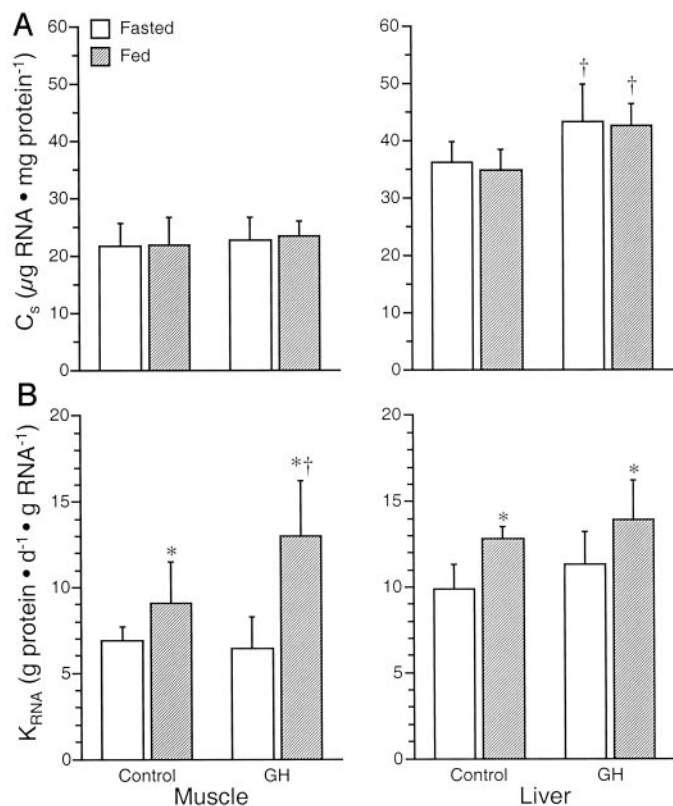 A
Fasted
Fed
60
50
40
30
20
10
0
C_s (µg RNA • mg protein⁻¹)
60
50
40
30
20
10
0
†
†
B
20
15
10
5
0
K_RNA (g protein • d⁻¹ • g RNA⁻¹)
*
*†
Control
GH
Muscle
20
15
10
5
0
*
*
Control
GH
Liver